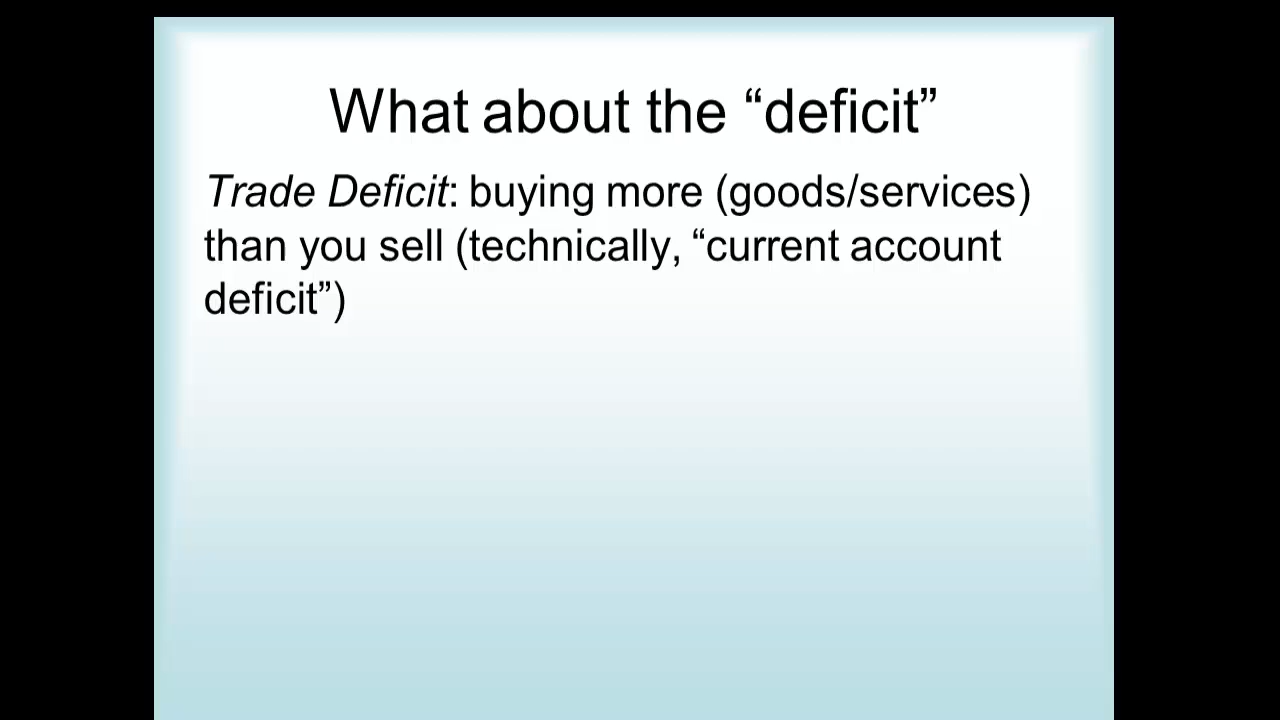 What about the “deficit”
Trade Deficit: buying more (goods/services)
than you sell (technically, “current account
deficit”)